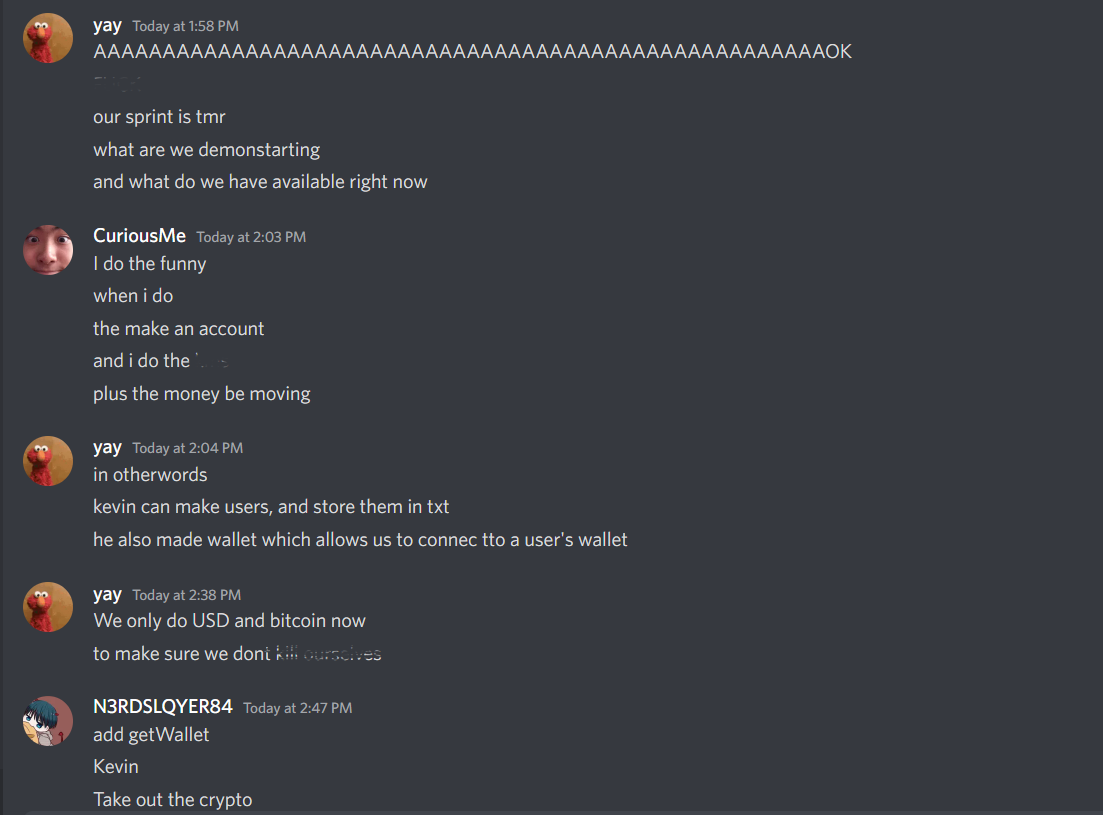 yay Today at 1:58 PM
AAAAAAAAAAAAAAAAAAAAAAAAAAAAAAAAAAAAAAAAAAAAAAAAAAAAAOK
our sprint is tmr
what are we demonstarting
and what do we have available right now
CuriousMe Today at 2:03 PM
I do the funny
when i do
the make an account
and i do the
plus the money be moving
yay Today at 2:04 PM
in otherwords
kevin can make users, and store them in txt
he also made wallet which allows us to connec tto a user's wallet
yay Today at 2:38 PM
We only do USD and bitcoin now
to make sure we dont kill ourselves
N3RDSLQYER84 Today at 2:47 PM
add getWallet
Kevin
Take out the crypto